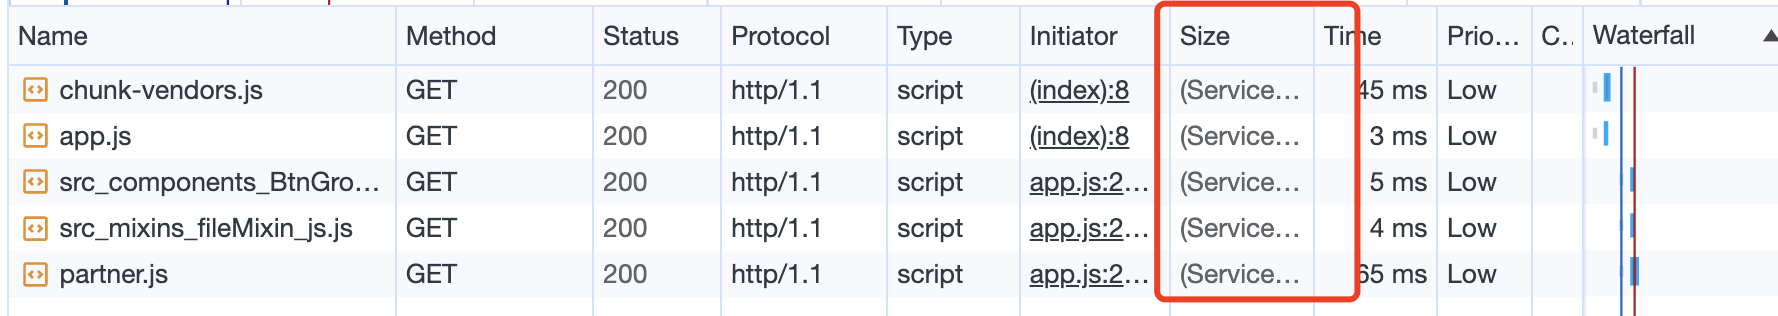 Name Method Status Protocol Type Initiator Size Time Prio... C.. Waterfall
chunk-vendors.js GET 200 http/1.1 script (index):8 (Service... 45 ms Low
app.js GET 200 http/1.1 script (index):8 (Service... 3 ms Low
src_components_BtnGro... GET 200 http/1.1 script app.js:2... (Service... 5 ms Low
src_mixins_fileMixin_js.js GET 200 http/1.1 script app.js:2... (Service... 4 ms Low
partner.js GET 200 http/1.1 script app.js:2... (Service... 65 ms Low